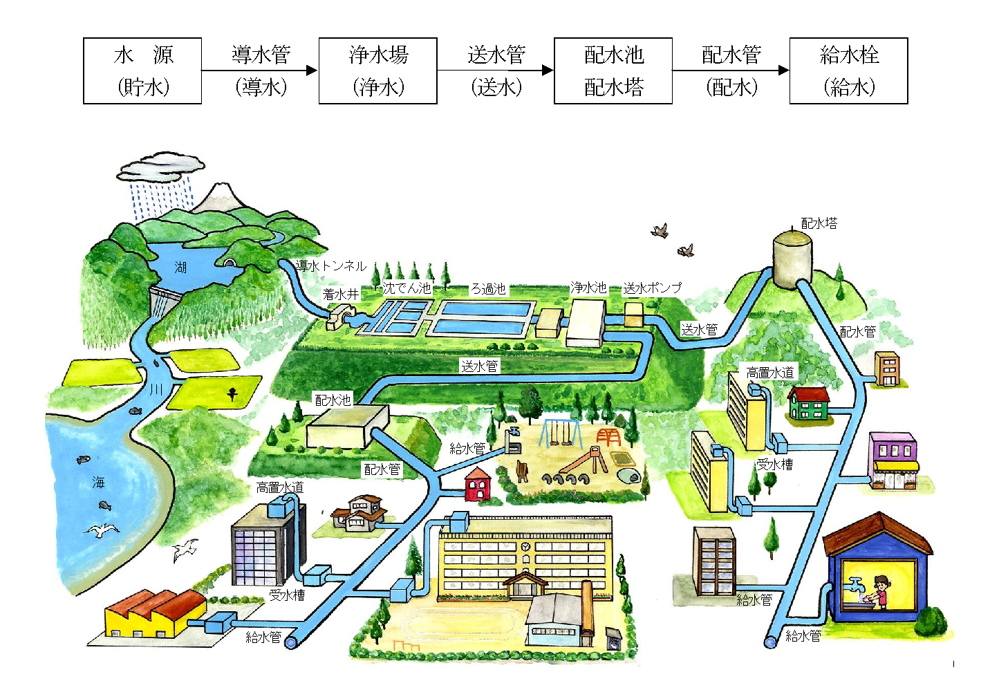 水　源
(貯水)
導水管
(導水)
浄水場
(浄水)
送水管
(送水)
配水池
配水塔
配水管
(配水)
給水栓
(給水)
配水塔
湖
導水トンネル
着水井
沈でん池
ろ過池
浄水池
送水ポンプ
送水管
配水管
送水管
高置水道
川
配水池
給水管
配水管
受水槽
海
高置水道
受水槽
給水管
給水管
給水管